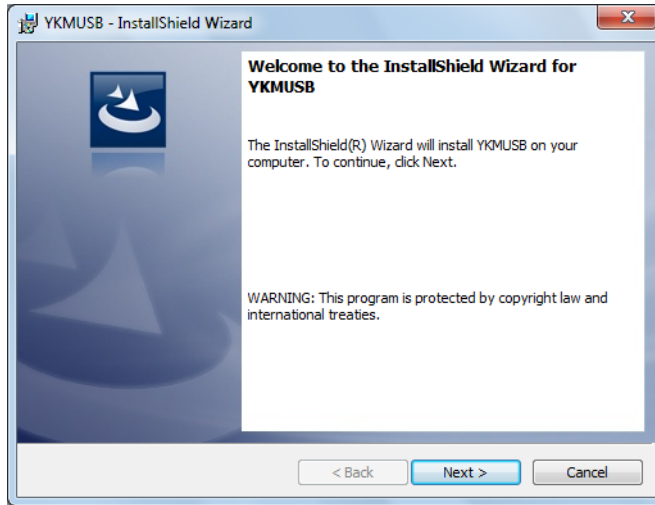 YKMUSB - InstallShield Wizard
Welcome to the InstallShield Wizard for
YKMUSB
The InstallShield(R) Wizard will install YKMUSB on your
computer. To continue, click Next.
WARNING: This program is protected by copyright law and
international treaties.
< Back Next > Cancel